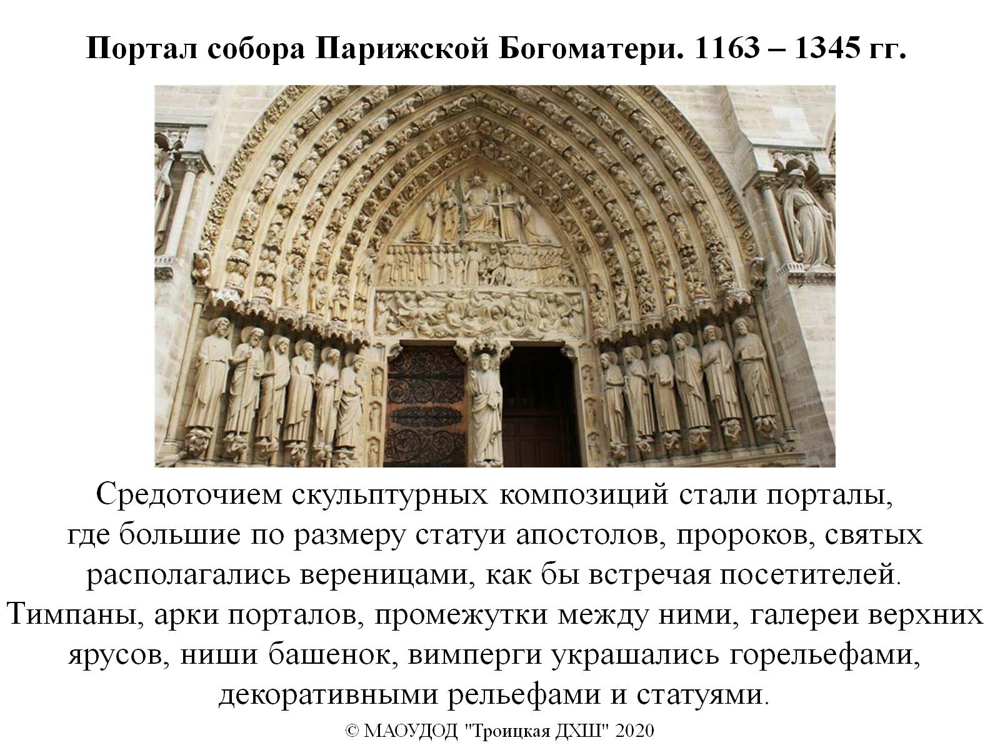 Портал собора Парижской Богоматери. 1163 – 1345 гг.
Средоточием скульптурных композиций стали порталы,
где большие по размеру статуи апостолов, пророков, святых
располагались вереницами, как бы встречая посетителей.
Тимпаны, арки порталов, промежутки между ними, галереи верхних
ярусов, ниши башенок, вимперги украшались горельефами,
декоративными рельефами и статуями.
© МАОУДОД "Троицкая ДХШ" 2020